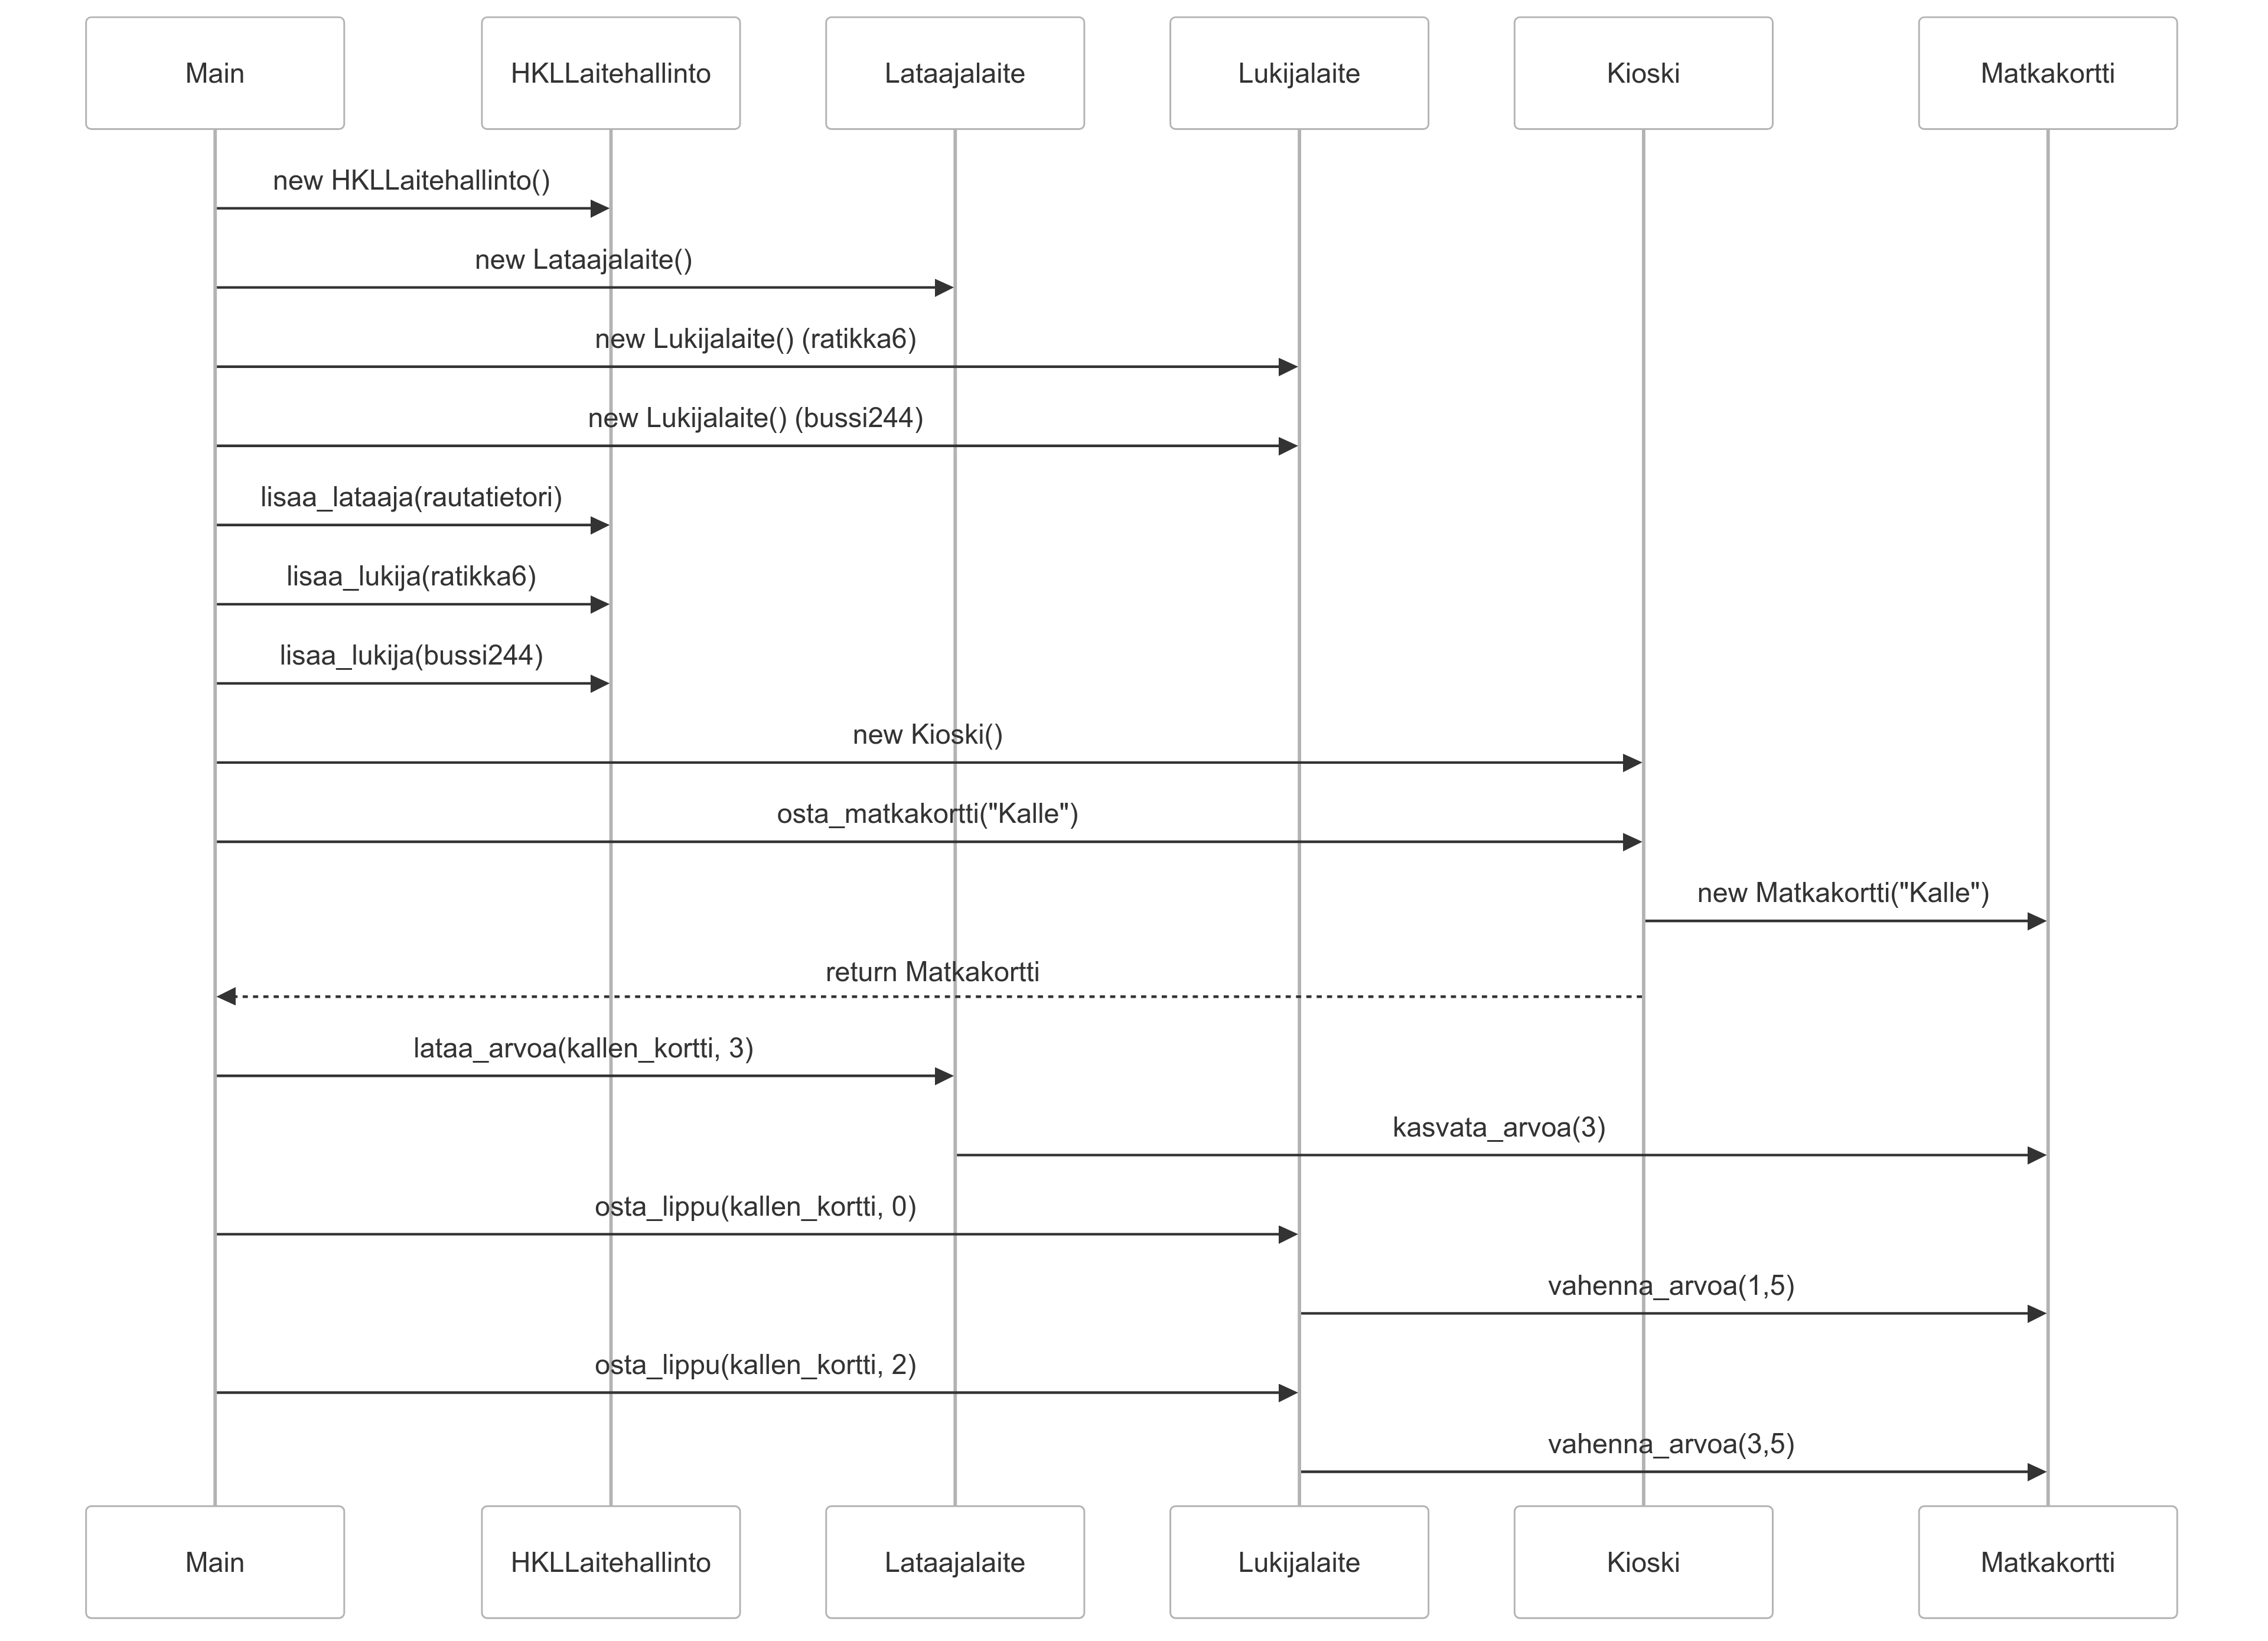 Main
HKLLaitehallinto
Lataajalaite
Lukijalaite
Kioski
Matkakortti
new HKLLaitehallinto()
new Lataajalaite()
new Lukijalaite() (ratikka6)
new Lukijalaite() (bussi244)
lisaa_lataaja(rautatietori)
lisaa_lukija(ratikka6)
lisaa_lukija(bussi244)
new Kioski()
osta_matkakortti("Kalle")
new Matkakortti("Kalle")
return Matkakortti
lataa_arvoa(kallen_kortti, 3)
kasvata_arvoa(3)
osta_lippu(kallen_kortti, 0)
vahenna_arvoa(1,5)
osta_lippu(kallen_kortti, 2)
vahenna_arvoa(3,5)
Main
HKLLaitehallinto
Lataajalaite
Lukijalaite
Kioski
Matkakortti